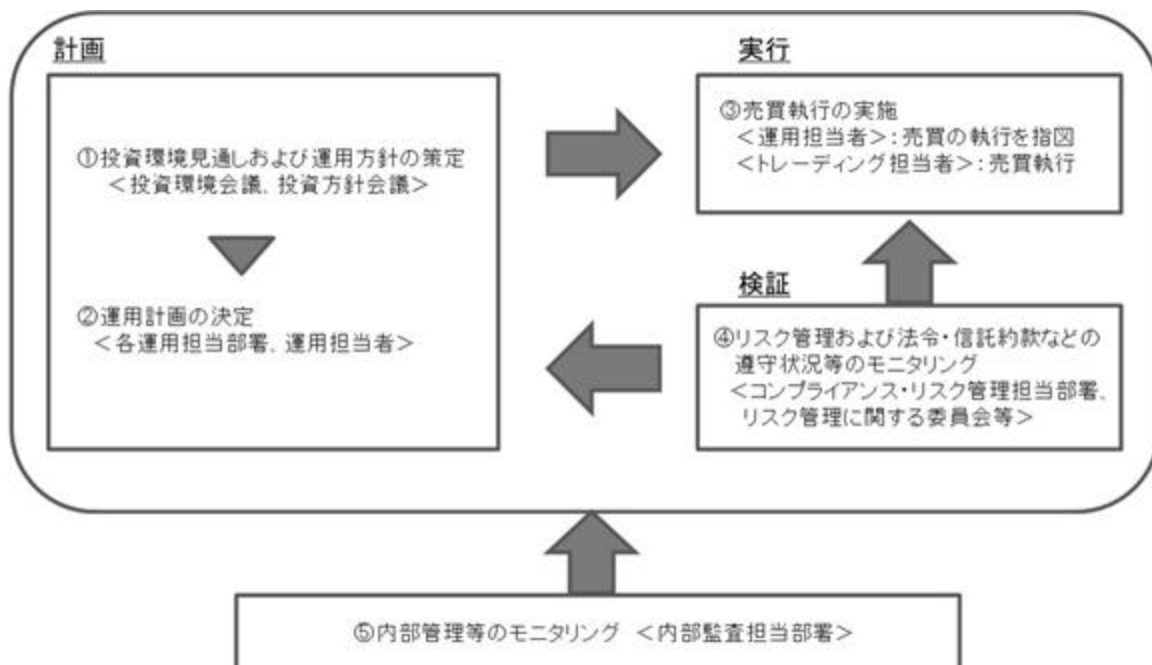 計画
①投資環境見通しおよび運用方針の策定
＜投資環境会議、投資方針会議＞
②運用計画の決定
＜各運用担当部署、運用担当者＞
実行
③売買執行の実施
＜運用担当者＞：売買の執行を指図
＜トレーディング担当者＞：売買執行
検証
④リスク管理および法令・信託約款などの
遵守状況等のモニタリング
＜コンプライアンス・リスク管理担当部署、
リスク管理に関する委員会等＞
⑤内部管理等のモニタリング　＜内部監査担当部署＞